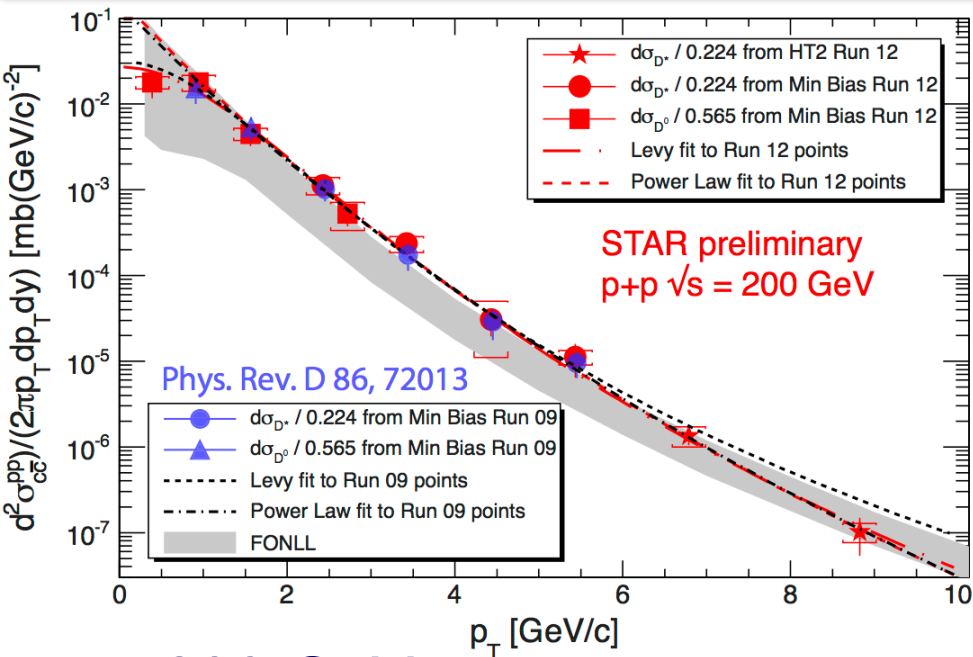 10⁻¹
10⁻²
10⁻³
10⁻⁴
10⁻⁵
10⁻⁶
10⁻⁷
d²σ^pp_cc̄)/(2πp_T dp_T dy) [mb(GeV/c)⁻²]
dσ_D* / 0.224 from HT2 Run 12
dσ_D* / 0.224 from Min Bias Run 12
dσ_D⁰ / 0.565 from Min Bias Run 12
Levy fit to Run 12 points
Power Law fit to Run 12 points
STAR preliminary
p+p √s = 200 GeV
Phys. Rev. D 86, 72013
dσ_D* / 0.224 from Min Bias Run 09
dσ_D⁰ / 0.565 from Min Bias Run 09
Levy fit to Run 09 points
Power Law fit to Run 09 points
FONLL
0 2 4 6 8 10
p_T [GeV/c]